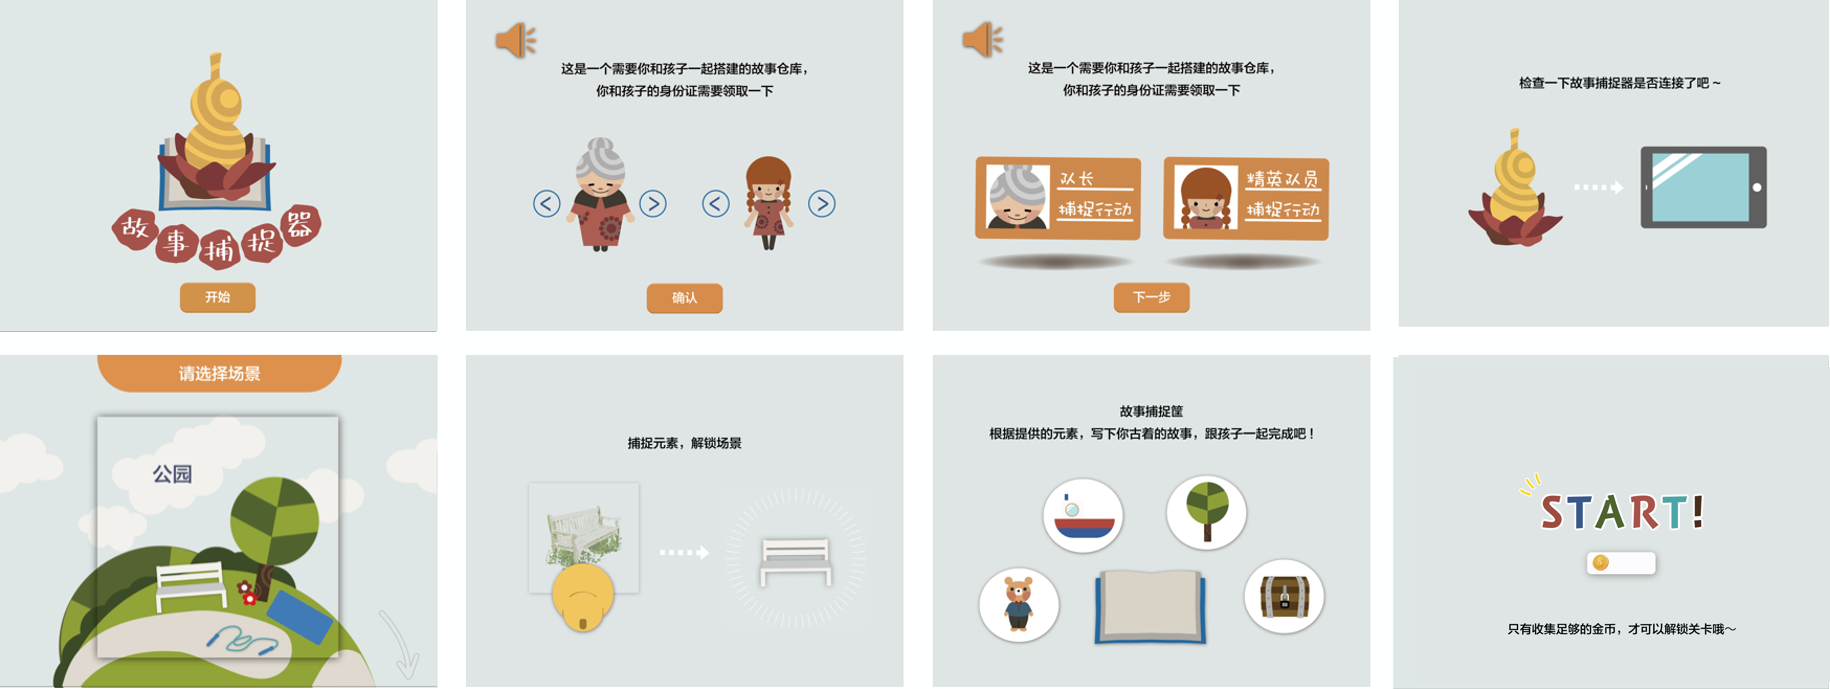 故事捕捉器
开始
这是一个需要你和孩子一起搭建的故事仓库，
你和孩子的身份证需要领取一下
确认
这是一个需要你和孩子一起搭建的故事仓库，
你和孩子的身份证需要领取一下
队长
捕捉行动
精英队员
捕捉行动
下一步
检查一下故事捕捉器是否连接了吧～
请选择场景
公园
捕捉元素，解锁场景
故事捕捉筐
根据提供的元素，写下你古着的故事，跟孩子一起完成吧！
START!
只有收集足够的金币，才可以解锁关卡哦～